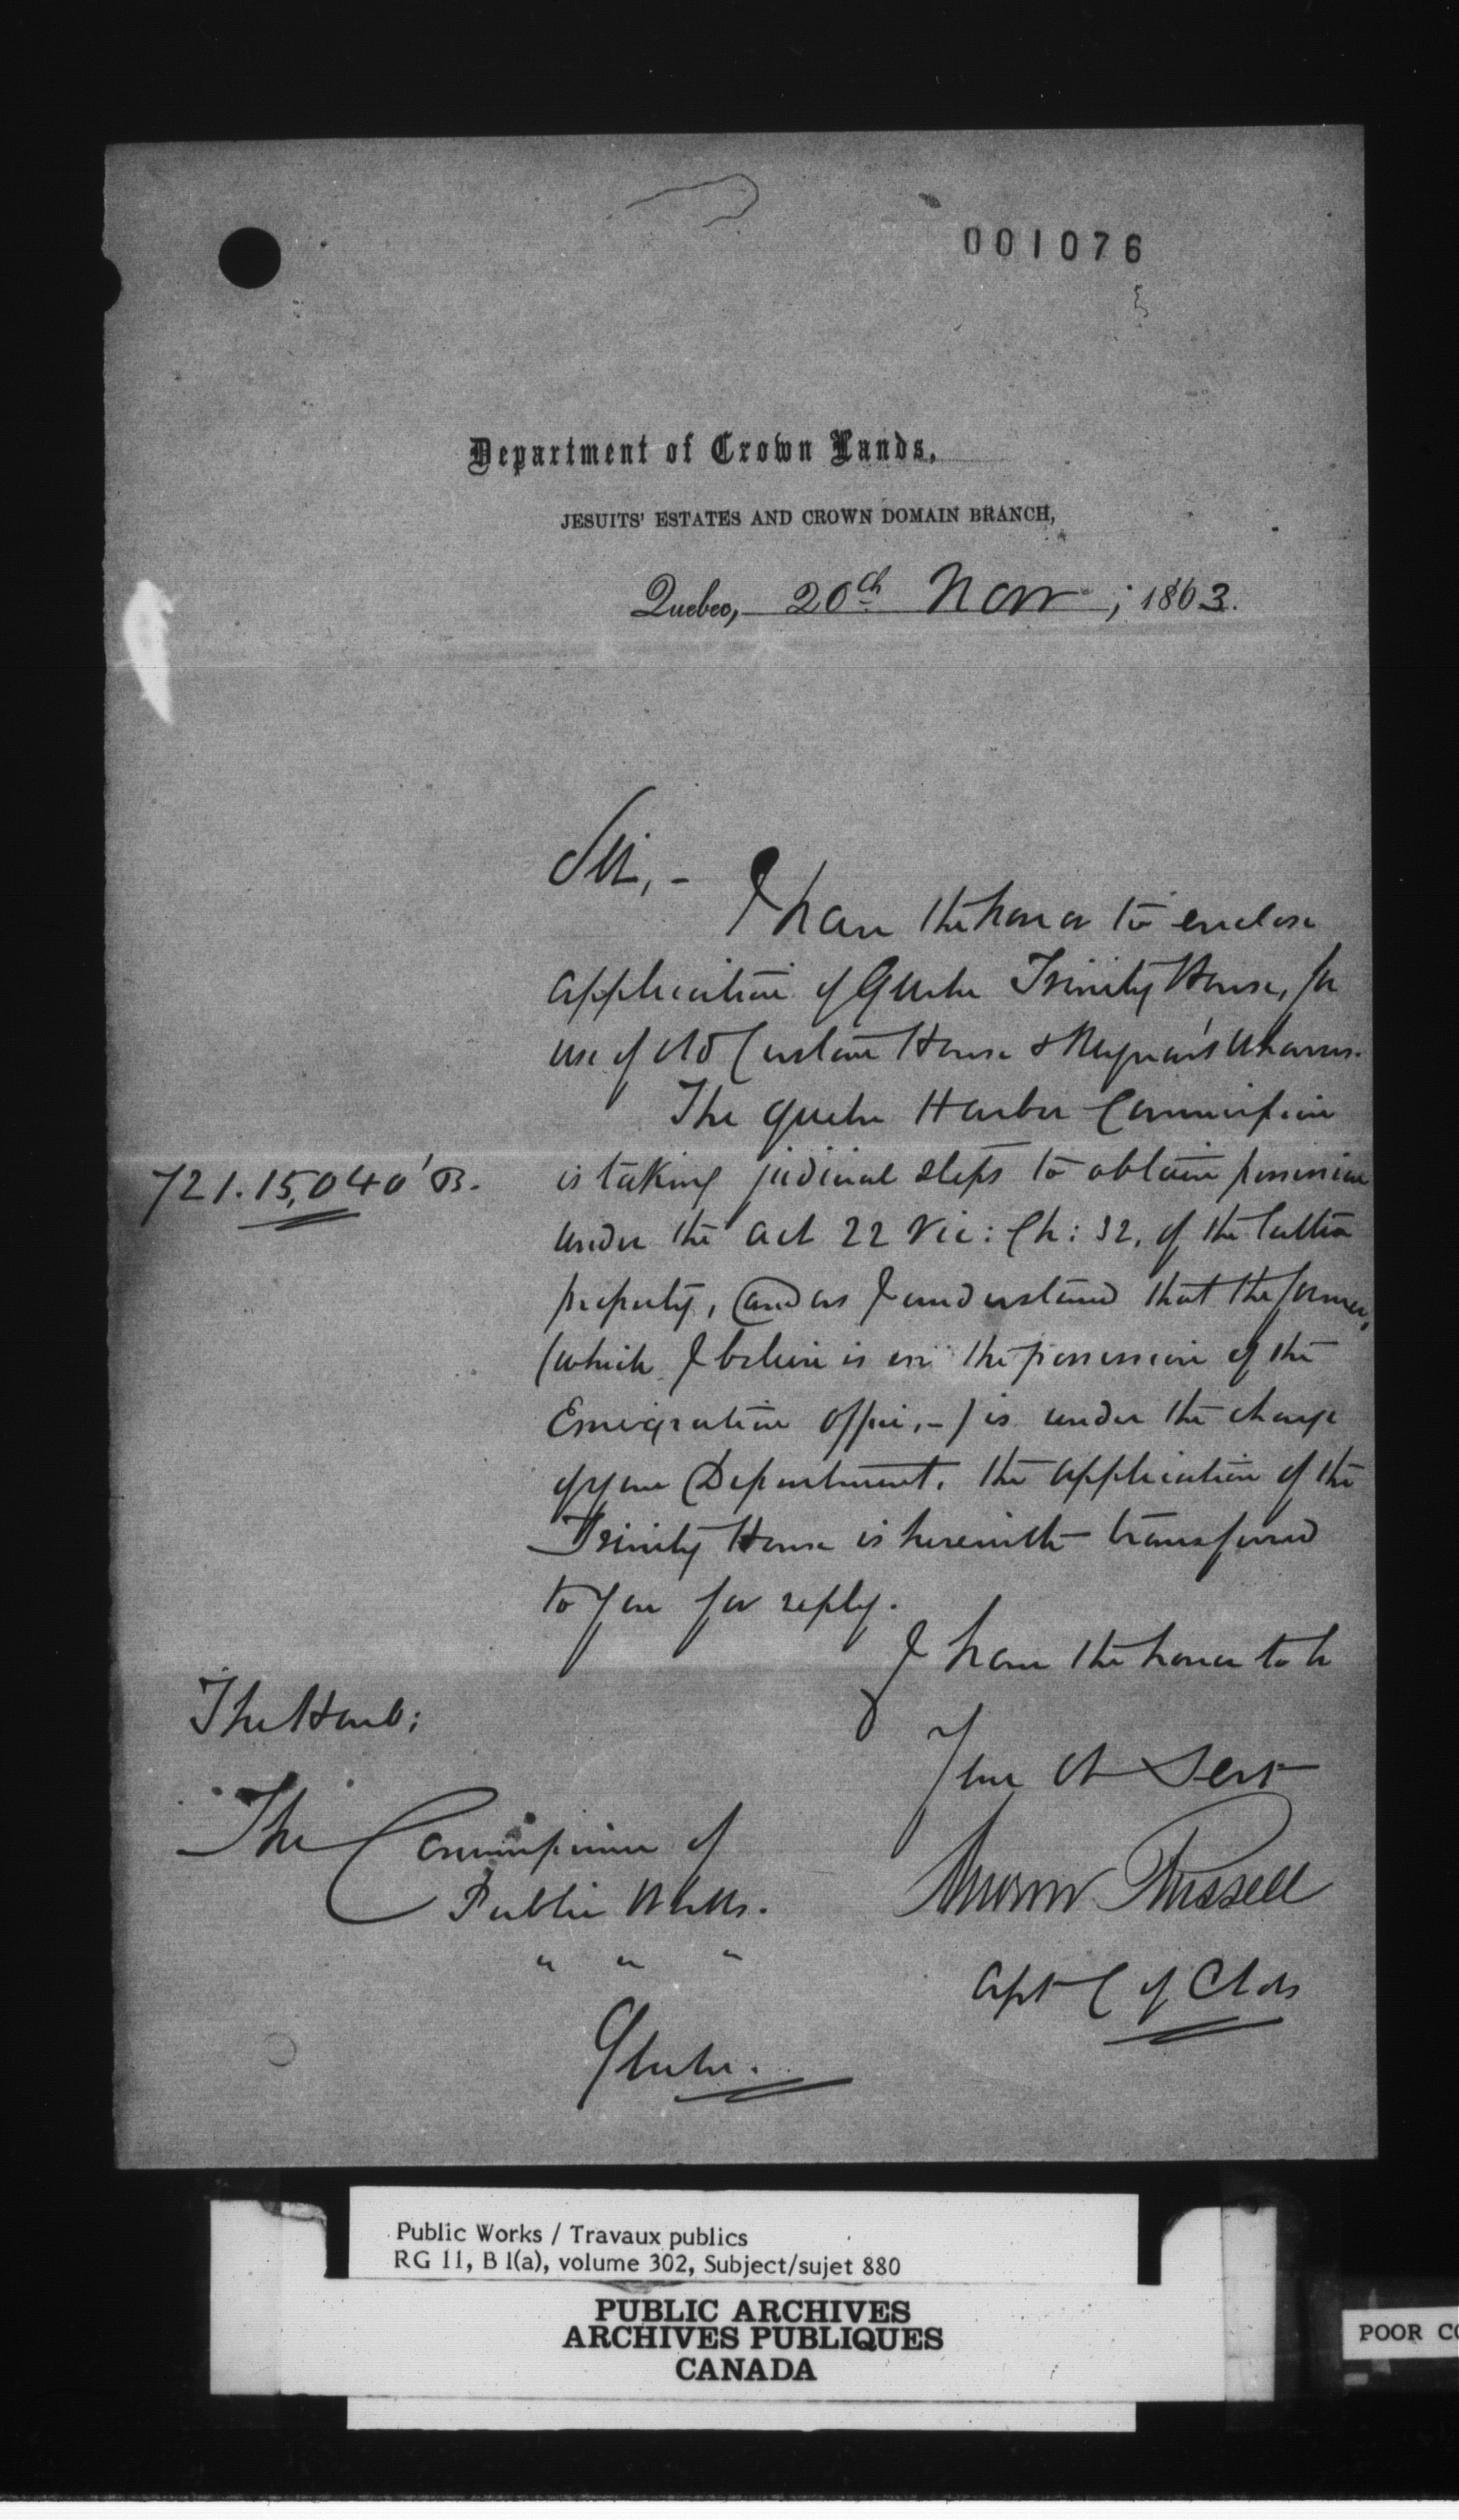 001076
Department of Crown Lands,
JESUITS' ESTATES AND CROWN DOMAIN BRANCH,
Quebec, 20th Nov ; 1863.
Sir, -
I have the honor to enclose
application of Quebec Trinity House, for
use of old Custom House & wharves.
The Quebec Harbor Commission
is taking judicial steps to obtain possession
721.15,040' B.
under the act 22 Vic: Ch: 32, of the latter
property, and as I understand that the former,
(which I believe is in the possession of the
Emigration office, -) is under the charge
of your Department, the application of the
Trinity House is herewith transferred
to you for reply.
I have the honor to be
Your Ob Servt
The Honb:
The Commissioner of
Public Works.
" " "
Quebec.
Andrew Russell
Asst C of C Lds
Public Works / Travaux publics
RG 11, B 1(a), volume 302, Subject/sujet 880
PUBLIC ARCHIVES
ARCHIVES PUBLIQUES
CANADA
POOR CO